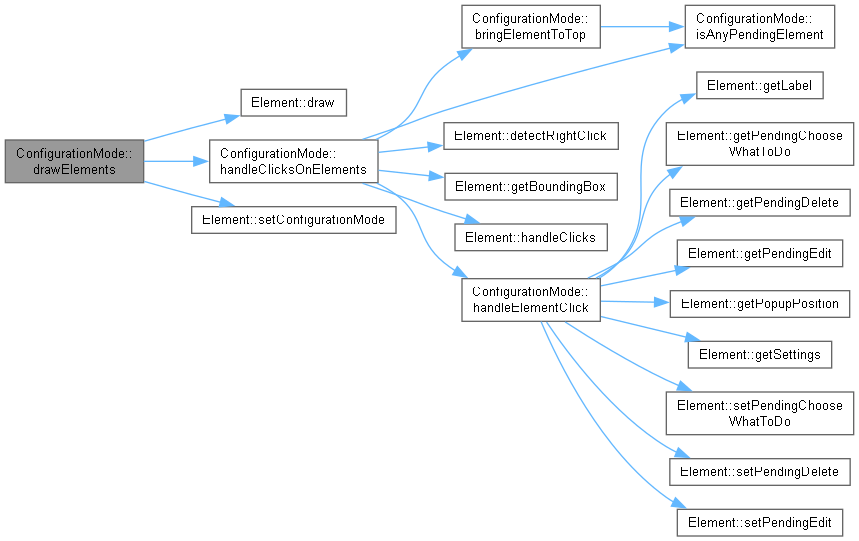 ConfigurationMode::
drawElements
Element::draw
ConfigurationMode::
handleClicksOnElements
Element::setConfigurationMode
ConfigurationMode::
bringElementToTop
Element::detectRightClick
Element::getBoundingBox
Element::handleClicks
ConfigurationMode::
handleElementClick
ConfigurationMode::
isAnyPendingElement
Element::getLabel
Element::getPendingChoose
WhatToDo
Element::getPendingDelete
Element::getPendingEdit
Element::getPopupPosition
Element::getSettings
Element::setPendingChoose
WhatToDo
Element::setPendingDelete
Element::setPendingEdit